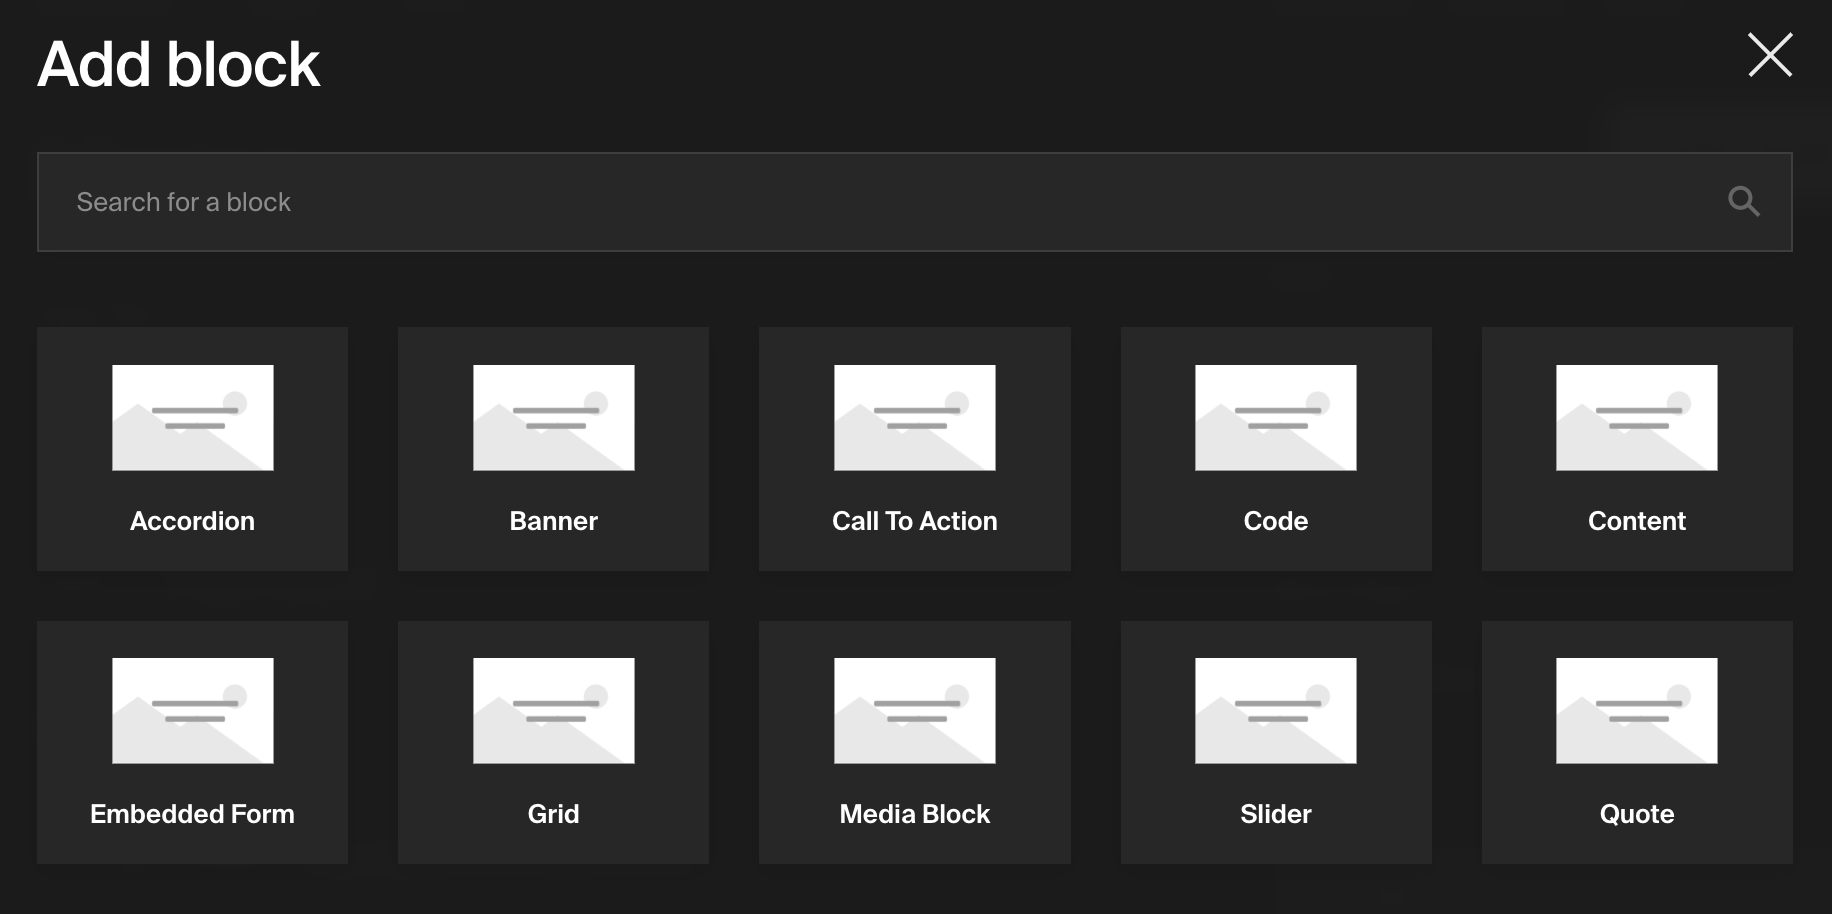 Add block
Search for a block
Accordion
Banner
Call To Action
Code
Content
Embedded Form
Grid
Media Block
Slider
Quote